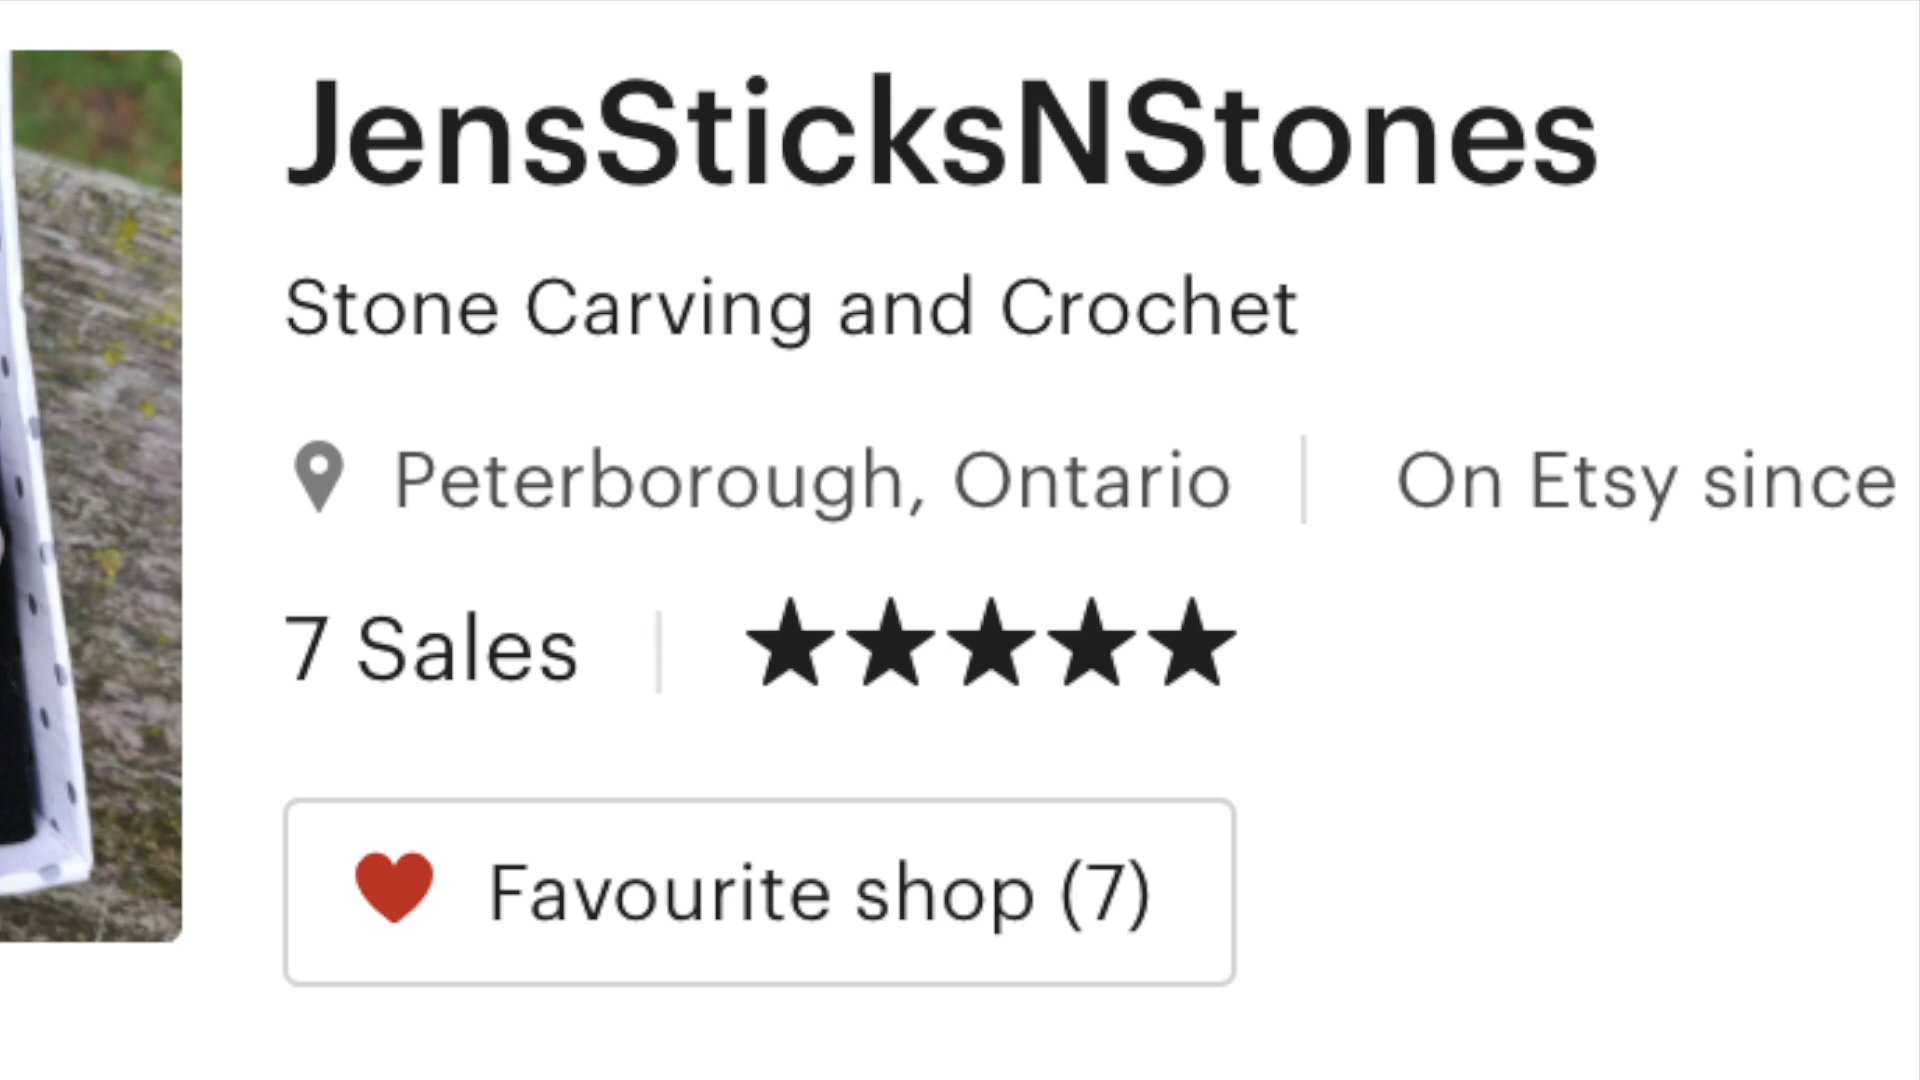 JensSticksNStones
Stone Carving and Crochet
Peterborough, Ontario | On Etsy since
7 Sales | ★★★★★
Favourite shop (7)